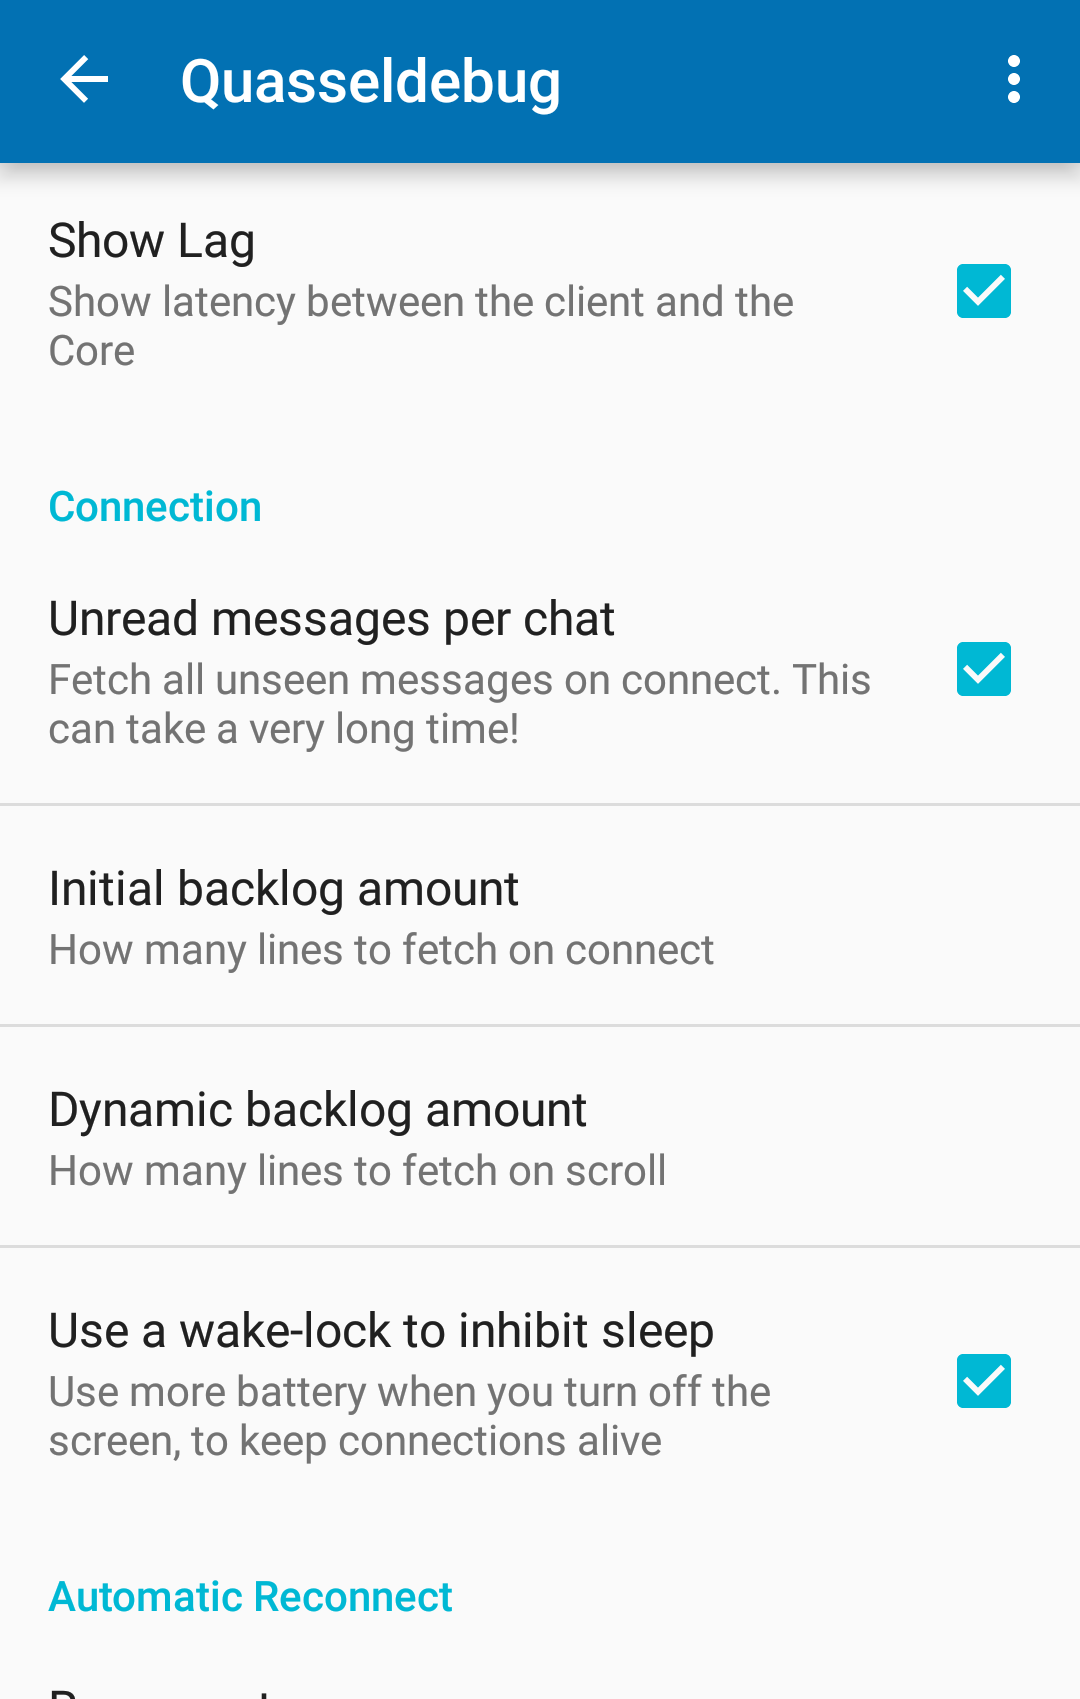 Quasseldebug
Show Lag
Show latency between the client and the
Core
Connection
Unread messages per chat
Fetch all unseen messages on connect. This
can take a very long time!
Initial backlog amount
How many lines to fetch on connect
Dynamic backlog amount
How many lines to fetch on scroll
Use a wake-lock to inhibit sleep
Use more battery when you turn off the
screen, to keep connections alive
Automatic Reconnect